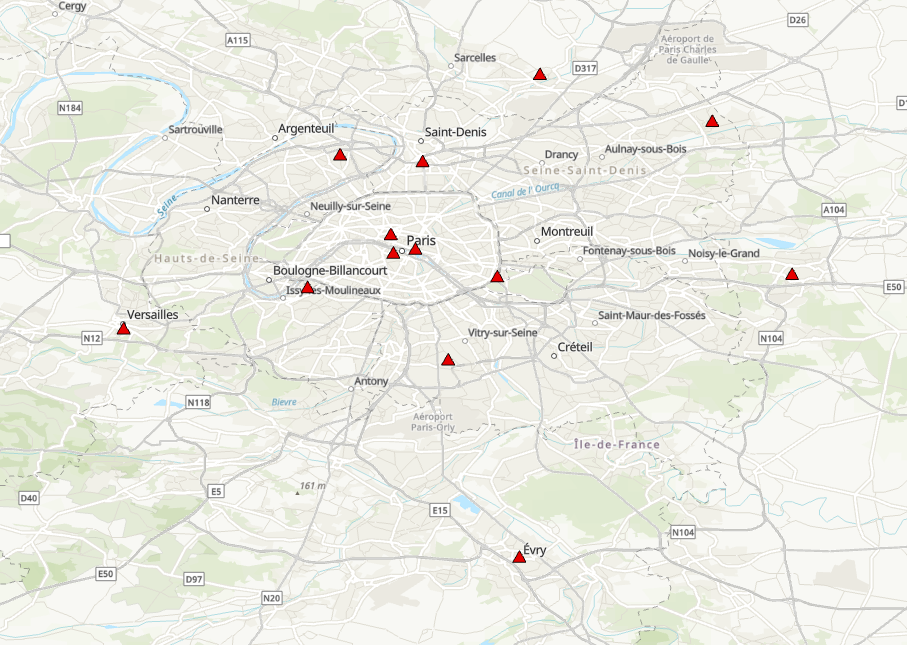 Cergy
D26
A115
Aéroport de
Paris Charles
de Gaulle
Sarcelles
D317
N184
Sartrouville
Argenteuil
Saint-Denis
Drancy
Aulnay-sous-Bois
Seine-Saint-Denis
Canal de l' Ourcq
Nanterre
Neuilly-sur-Seine
Seine
A104
Montreuil
Paris
Fontenay-sous-Bois
Noisy-le-Grand
Hauts-de-Seine
Boulogne-Billancourt
Issy-les-Moulineaux
E50
Versailles
Saint-Maur-des-Fossés
N12
Vitry-sur-Seine
N104
Créteil
Antony
N118
Bievre
Aéroport
Paris-Orly
Île-de-France
161 m
E5
D40
E15
N104
Évry
E50
D97
N20